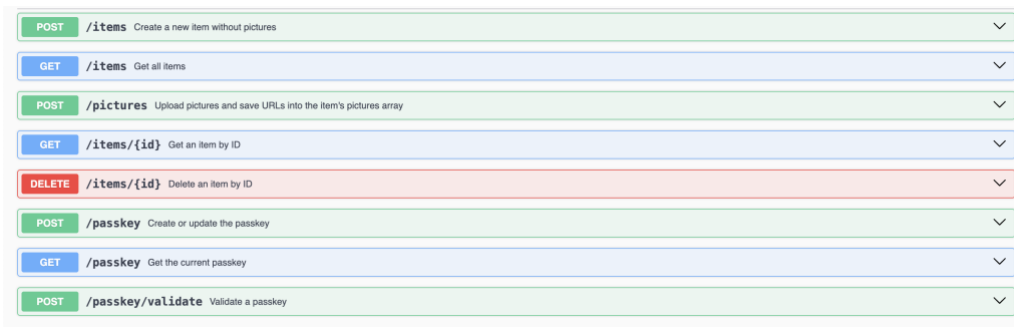 POST /items Create a new item without pictures
GET /items Get all items
POST /pictures Upload pictures and save URLs into the item's pictures array
GET /items/{id} Get an item by ID
DELETE /items/{id} Delete an item by ID
POST /passkey Create or update the passkey
GET /passkey Get the current passkey
POST /passkey/validate Validate a passkey